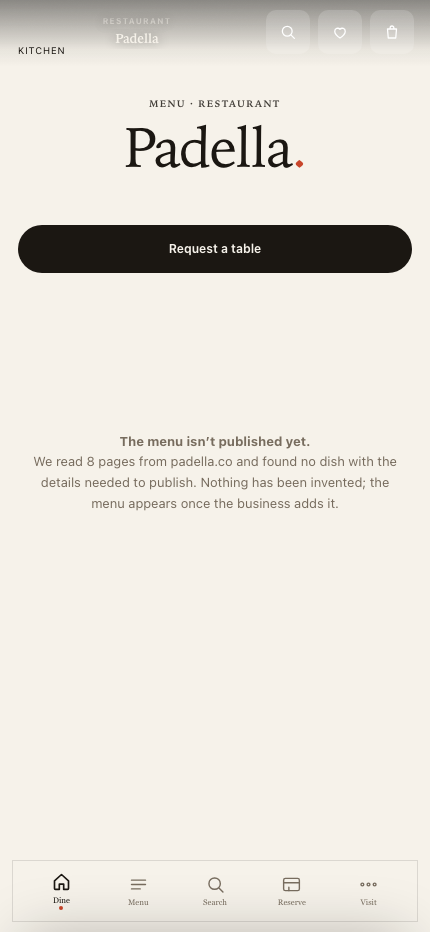 RESTAURANT
Padella
KITCHEN
MENU · RESTAURANT
Padella.
Request a table
The menu isn’t published yet.
We read 8 pages from padella.co and found no dish with the
details needed to publish. Nothing has been invented; the
menu appears once the business adds it.
Dine
Menu
Search
Reserve
Visit